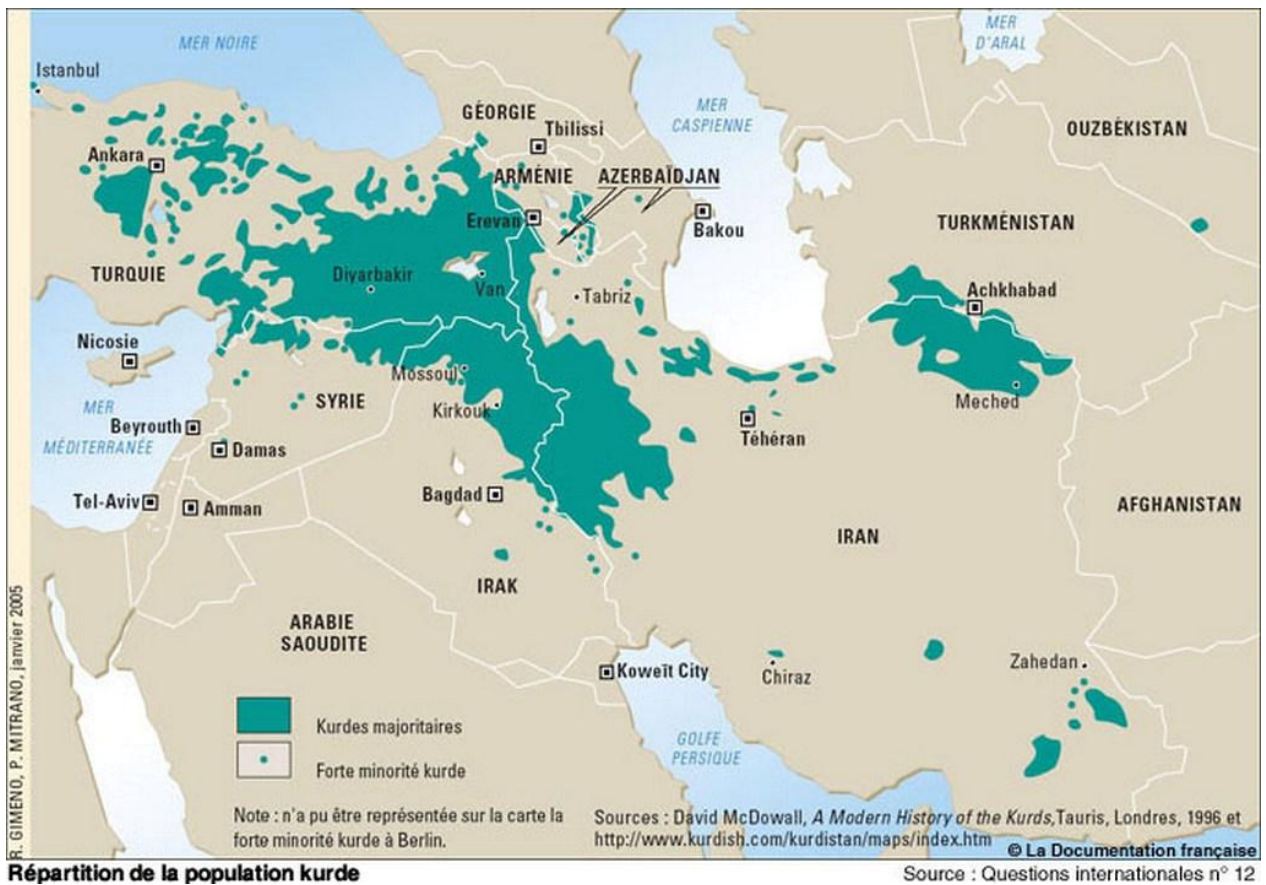 MER NOIRE
MER
D'ARAL
Istanbul
MER
CASPIENNE
GÉORGIE
Tbilissi
OUZBÉKISTAN
Ankara
ARMÉNIE
AZERBAÏDJAN
Erevan
Bakou
TURKMÉNISTAN
TURQUIE
Diyarbakir
Van
Tabriz
Achkhabad
Nicosie
Mossoul
Kirkouk
SYRIE
Meched
MER
MÉDITERRANÉE
Beyrouth
Damas
Téhéran
Tel-Aviv
Amman
Bagdad
AFGHANISTAN
IRAN
IRAK
ARABIE
SAOUDITE
Koweït City
Chiraz
Zahedan
GOLFE
PERSIQUE
Kurdes majoritaires
Forte minorité kurde
Note : n'a pu être représentée sur la carte la
forte minorité kurde à Berlin.
Sources : David McDowall, A Modern History of the Kurds,Tauris, Londres, 1996 et
http://www.kurdish.com/kurdistan/maps/index.htm
© La Documentation française
R. GIMENO, P. MITRANO, janvier 2005
Répartition de la population kurde
Source : Questions internationales n° 12